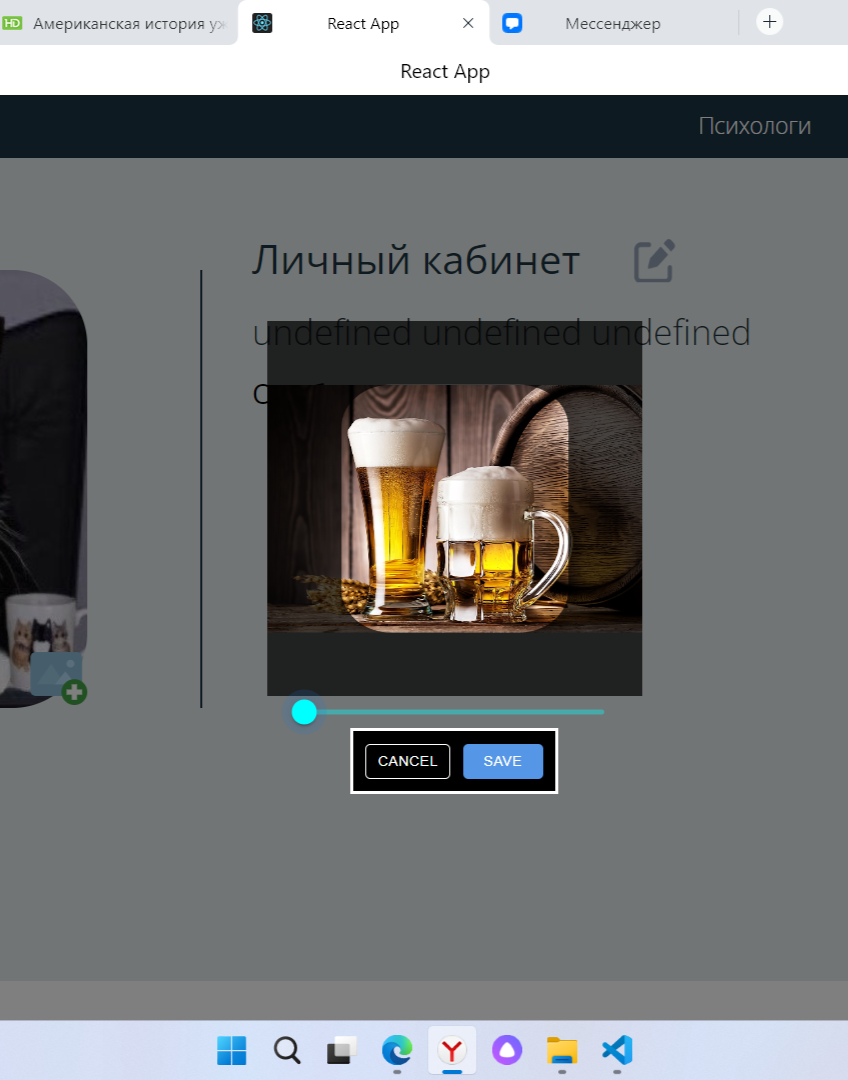 HD Американская история уж
React App
Мессенджер
React App
Психологи
Личный кабинет
undefined undefined undefined
CANCEL
SAVE